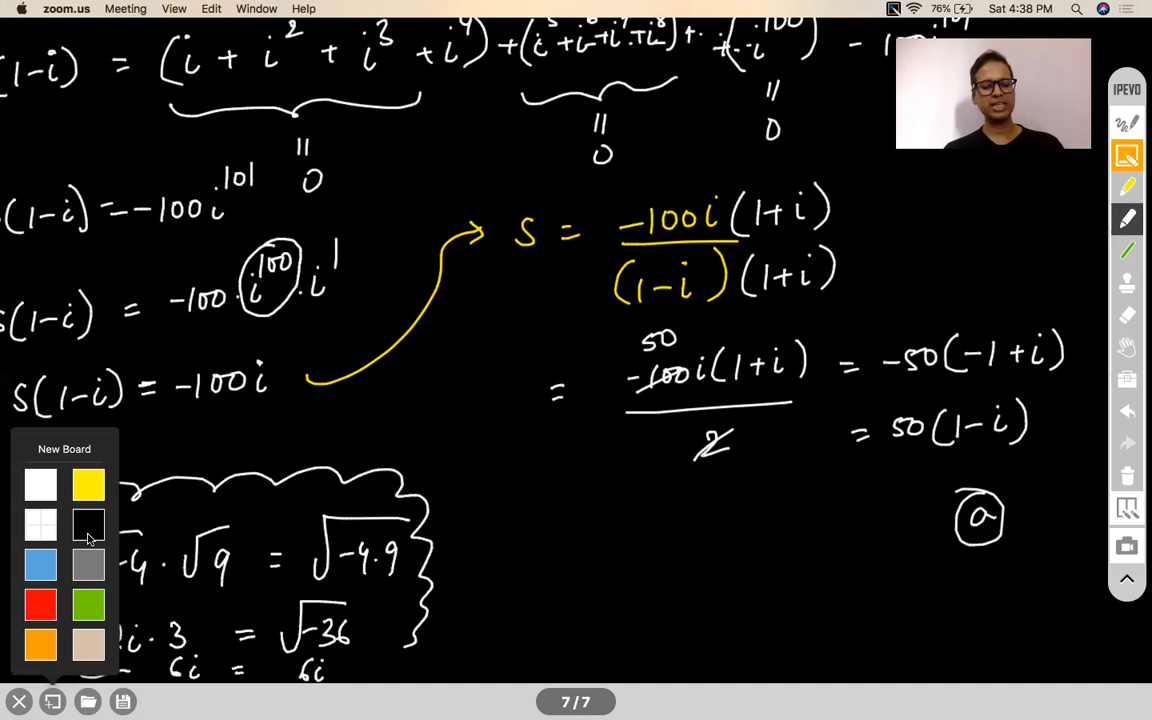 zoom.us Meeting View Edit Window Help 76% Sat 4:38 PM
(1-i) = (i + i² + i³ + i⁴) + (i⁵+i⁶+i⁷+i⁸) + ··· + (··· i¹⁰⁰) - 100 i¹⁰¹
" 0 " 0 " 0
IPEVO
S(1-i) = -100 i¹⁰¹
S = -100i (1+i)
(1-i) (1+i)
S(1-i) = -100 · i¹⁰⁰ · i¹
50
= -100i(1+i) = -50(-1+i)
2
S(1-i) = -100i
= 50(1-i)
a
New Board
-4 · √9 = √-4·9
i · 3 = √-36
6i = 6i
7/7